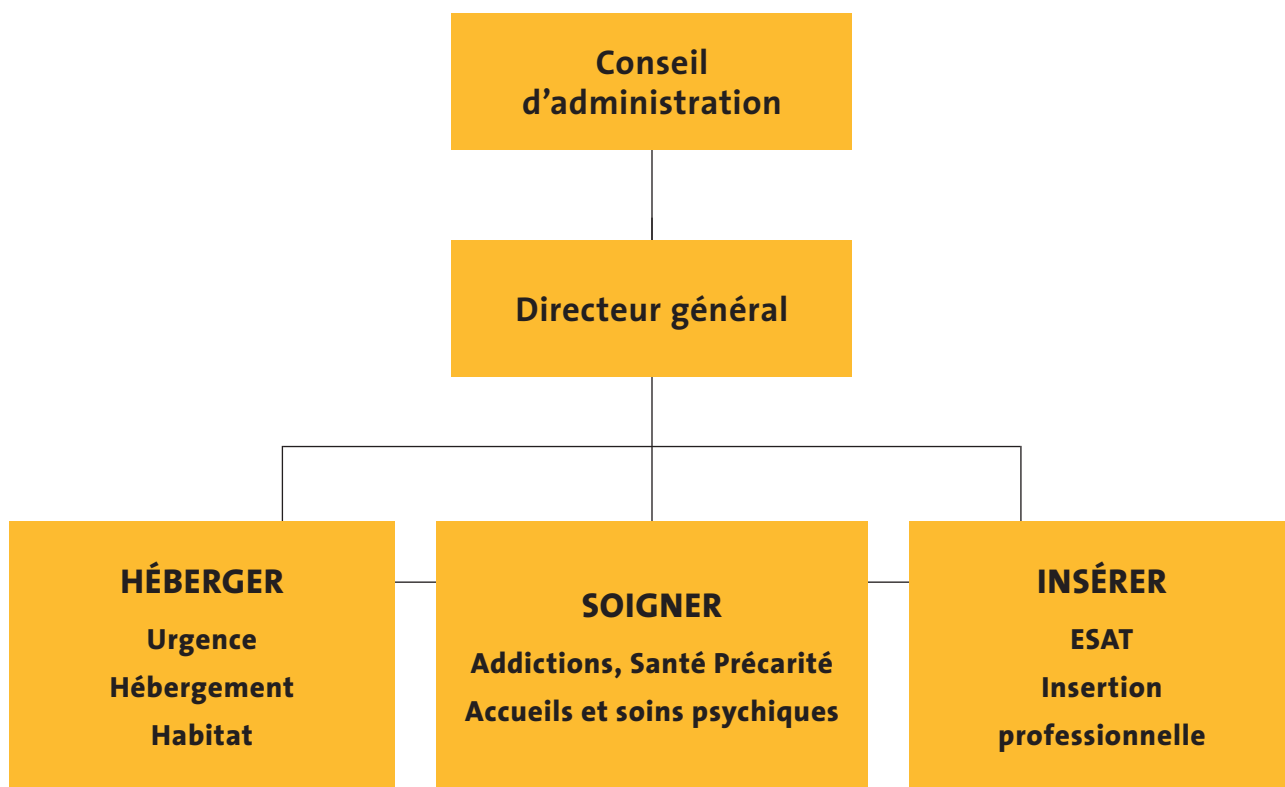 Conseil
d’administration
Directeur général
HÉBERGER
Urgence
Hébergement
Habitat
SOIGNER
Addictions, Santé Précarité
Accueils et soins psychiques
INSÉRER
ESAT
Insertion
professionnelle